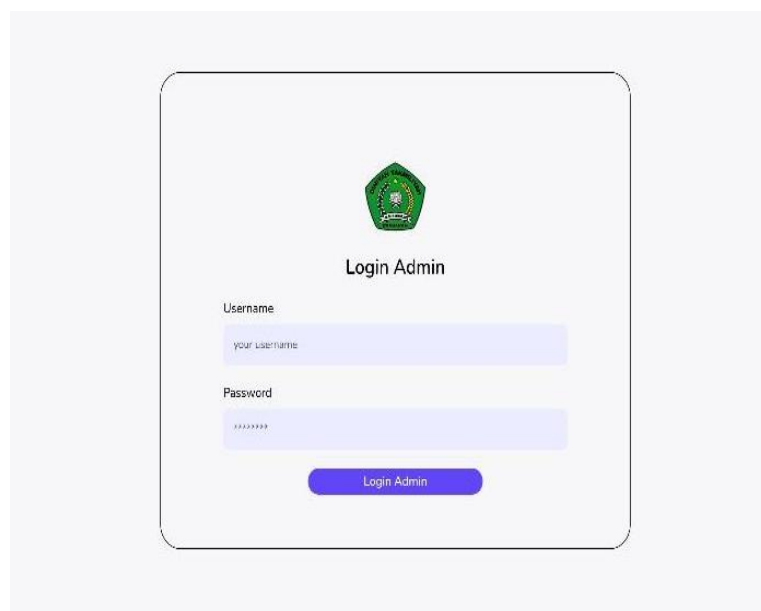 Login Admin
Username
your username
Password
********
Login Admin